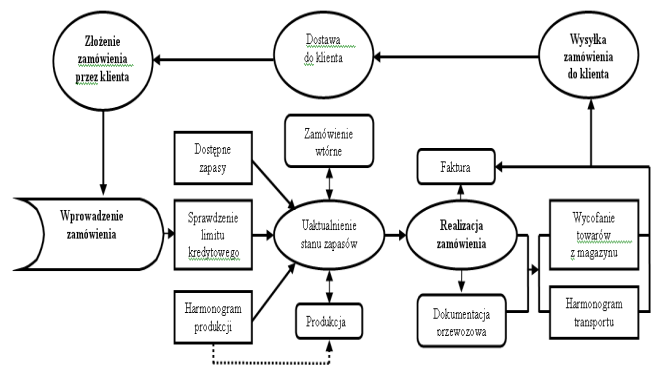 Złożenie
zamówienia
przez klienta
Dostawa
do klienta
Wysyłka
zamówienia
do klienta
Dostępne
zapasy
Zamówienie
wtórne
Faktura
Wprowadzenie
zamówienia
Sprawdzenie
limitu
kredytowego
Uaktualnienie
stanu zapasów
Realizacja
zamówienia
Wycofanie
towarów
z magazynu
Harmonogram
produkcji
Produkcja
Dokumentacja
przewozowa
Harmonogram
transportu